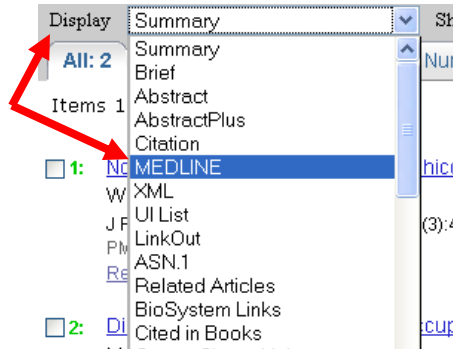 Display Summary
Summary
All: 2
Brief
Items 1
Abstract
AbstractPlus
Citation
1: MEDLINE
XML
UI List
(3):
LinkOut
ASN.1
Related Articles
BioSystem Links
2: Cited in Books